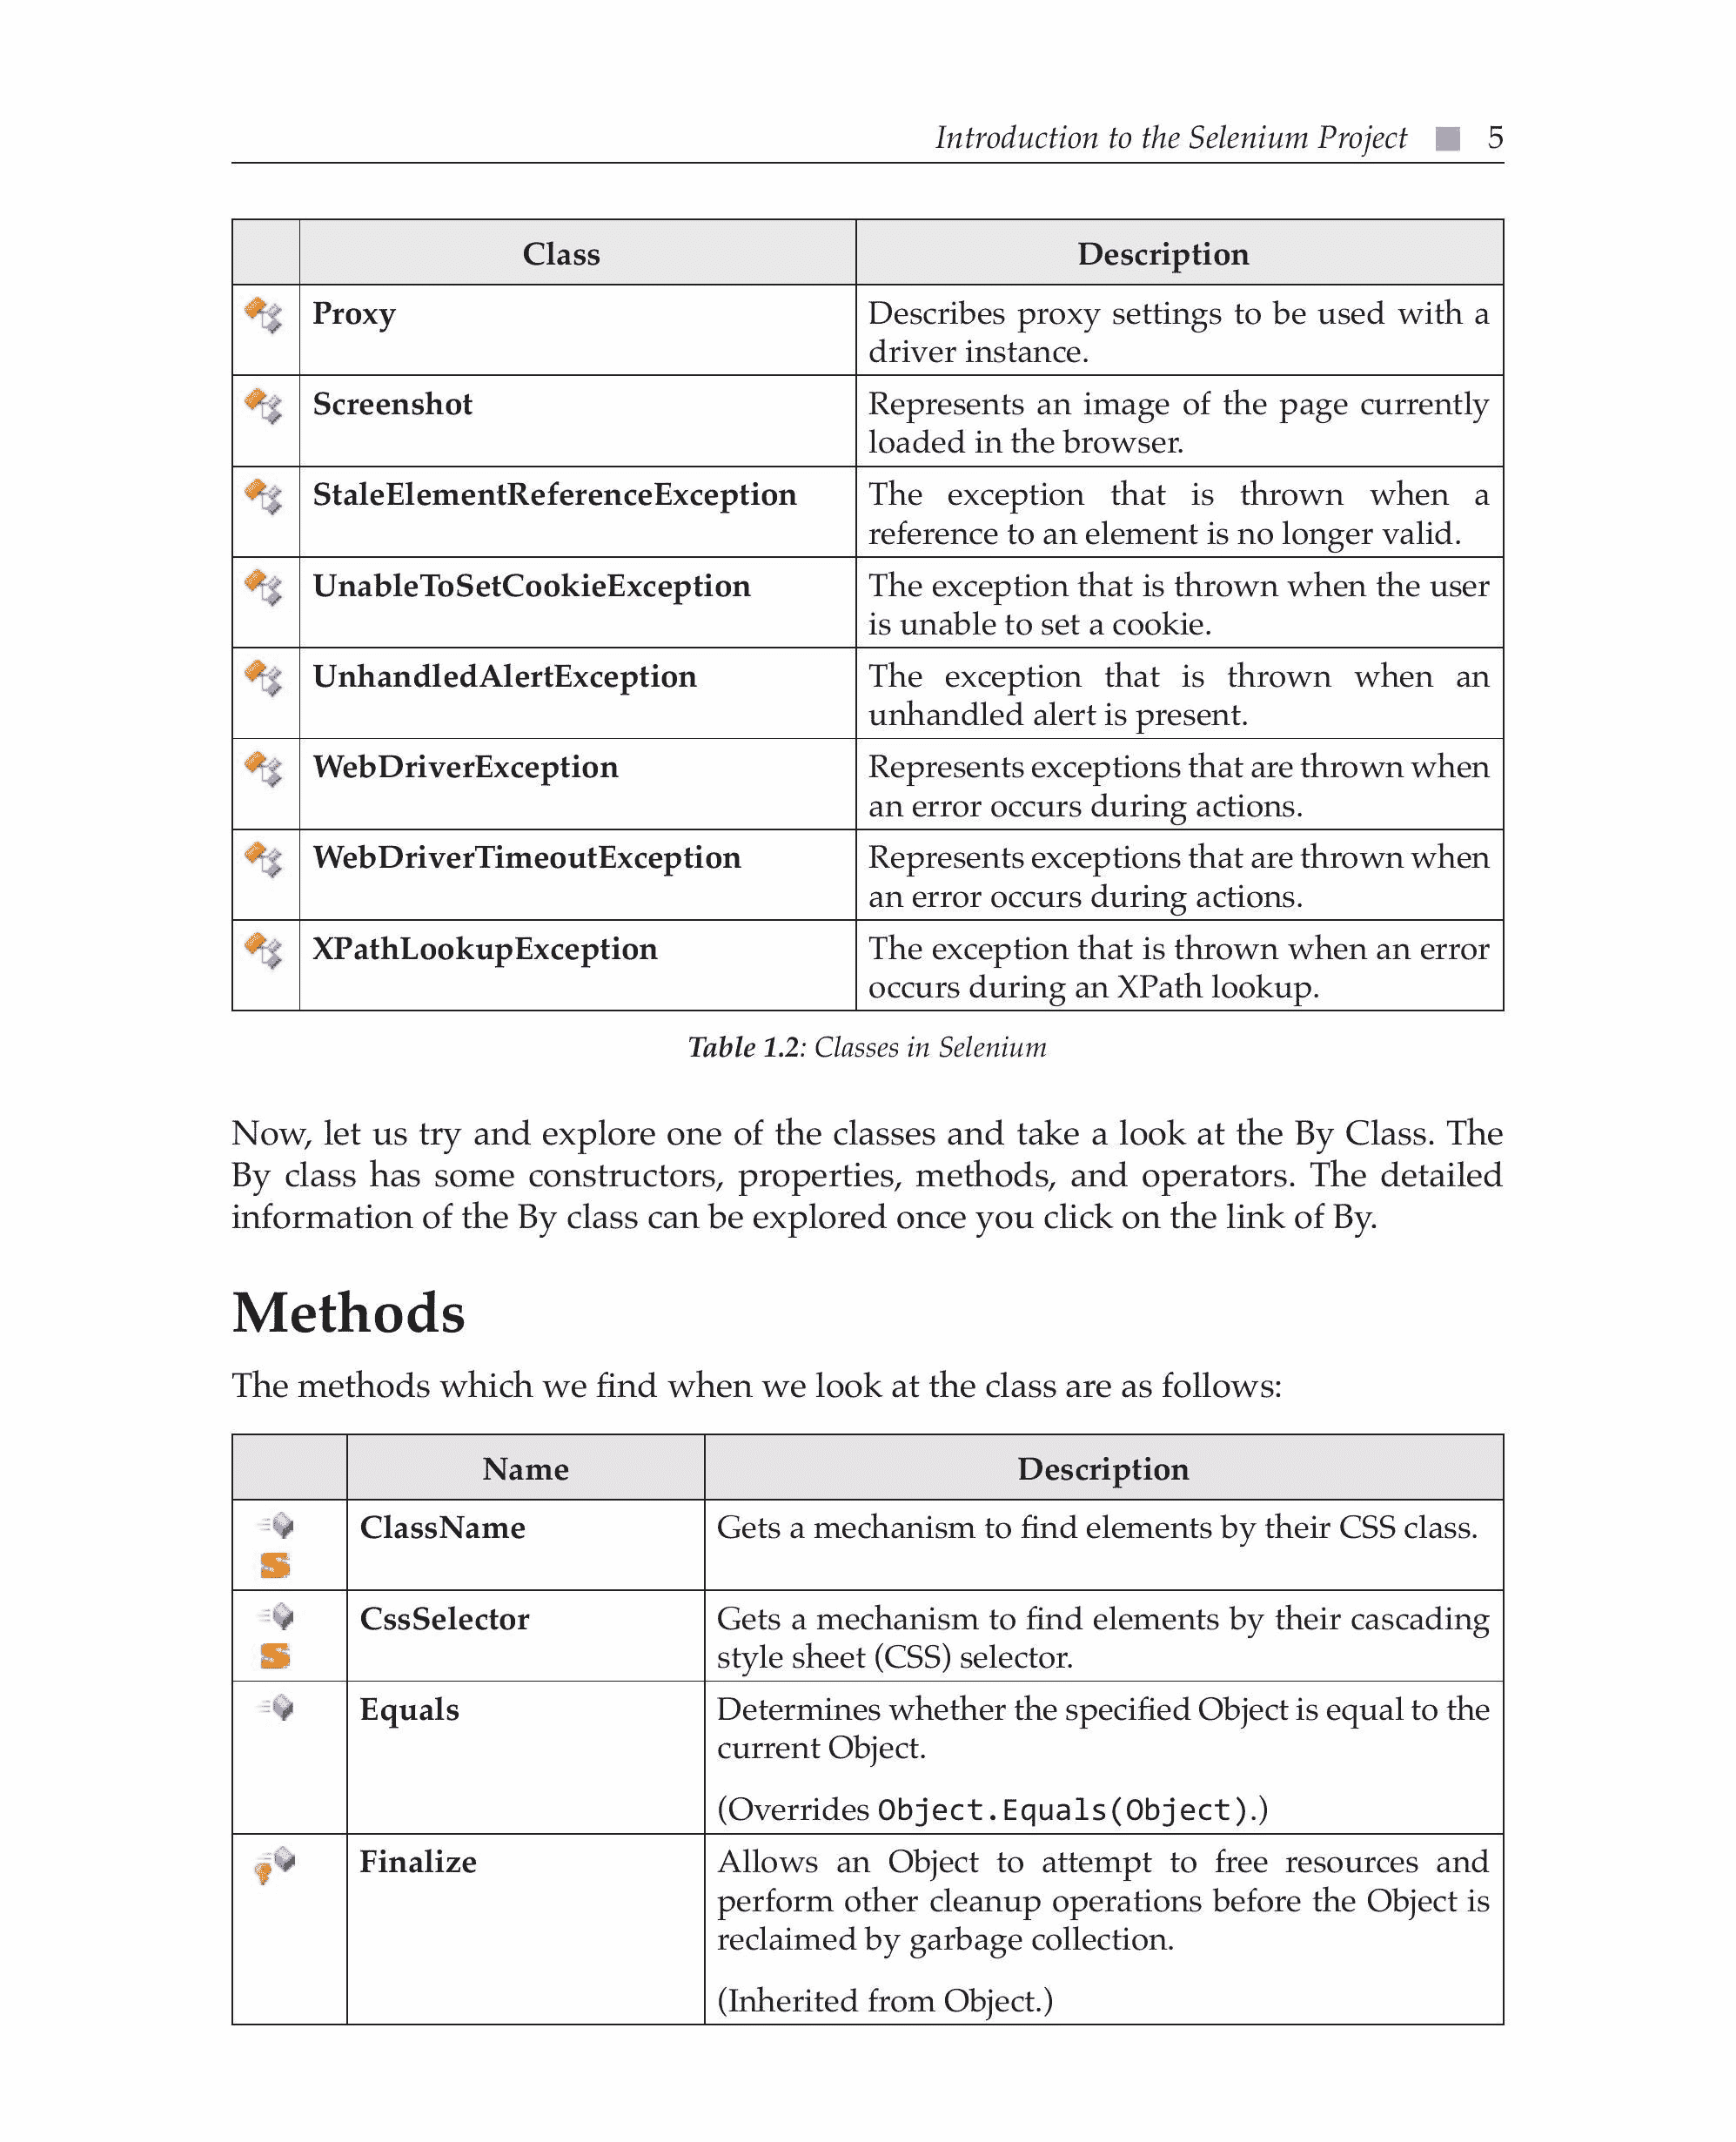 Introduction to the Selenium Project 5
Class Description
Proxy
Describes proxy settings to be used with a
driver instance.
Screenshot
Represents an image of the page currently
loaded in the browser.
StaleElementReferenceException
The exception that is thrown when a
reference to an element is no longer valid.
UnableToSetCookieException
The exception that is thrown when the user
is unable to set a cookie.
UnhandledAlertException
The exception that is thrown when an
unhandled alert is present.
WebDriverException
Represents exceptions that are thrown when
an error occurs during actions.
WebDriverTimeoutException
Represents exceptions that are thrown when
an error occurs during actions.
XPathLookupException
The exception that is thrown when an error
occurs during an XPath lookup.
Table 1.2: Classes in Selenium
Now, let us try and explore one of the classes and take a look at the By Class. The
By class has some constructors, properties, methods, and operators. The detailed
information of the By class can be explored once you click on the link of By.
Methods
The methods which we find when we look at the class are as follows:
Name Description
ClassName
Gets a mechanism to find elements by their CSS class.
S
CssSelector
Gets a mechanism to find elements by their cascading
style sheet (CSS) selector.
S
Equals
Determines whether the specified Object is equal to the
current Object.
(Overrides Object.Equals(Object).)
Finalize
Allows an Object to attempt to free resources and
perform other cleanup operations before the Object is
reclaimed by garbage collection.
(Inherited from Object.)